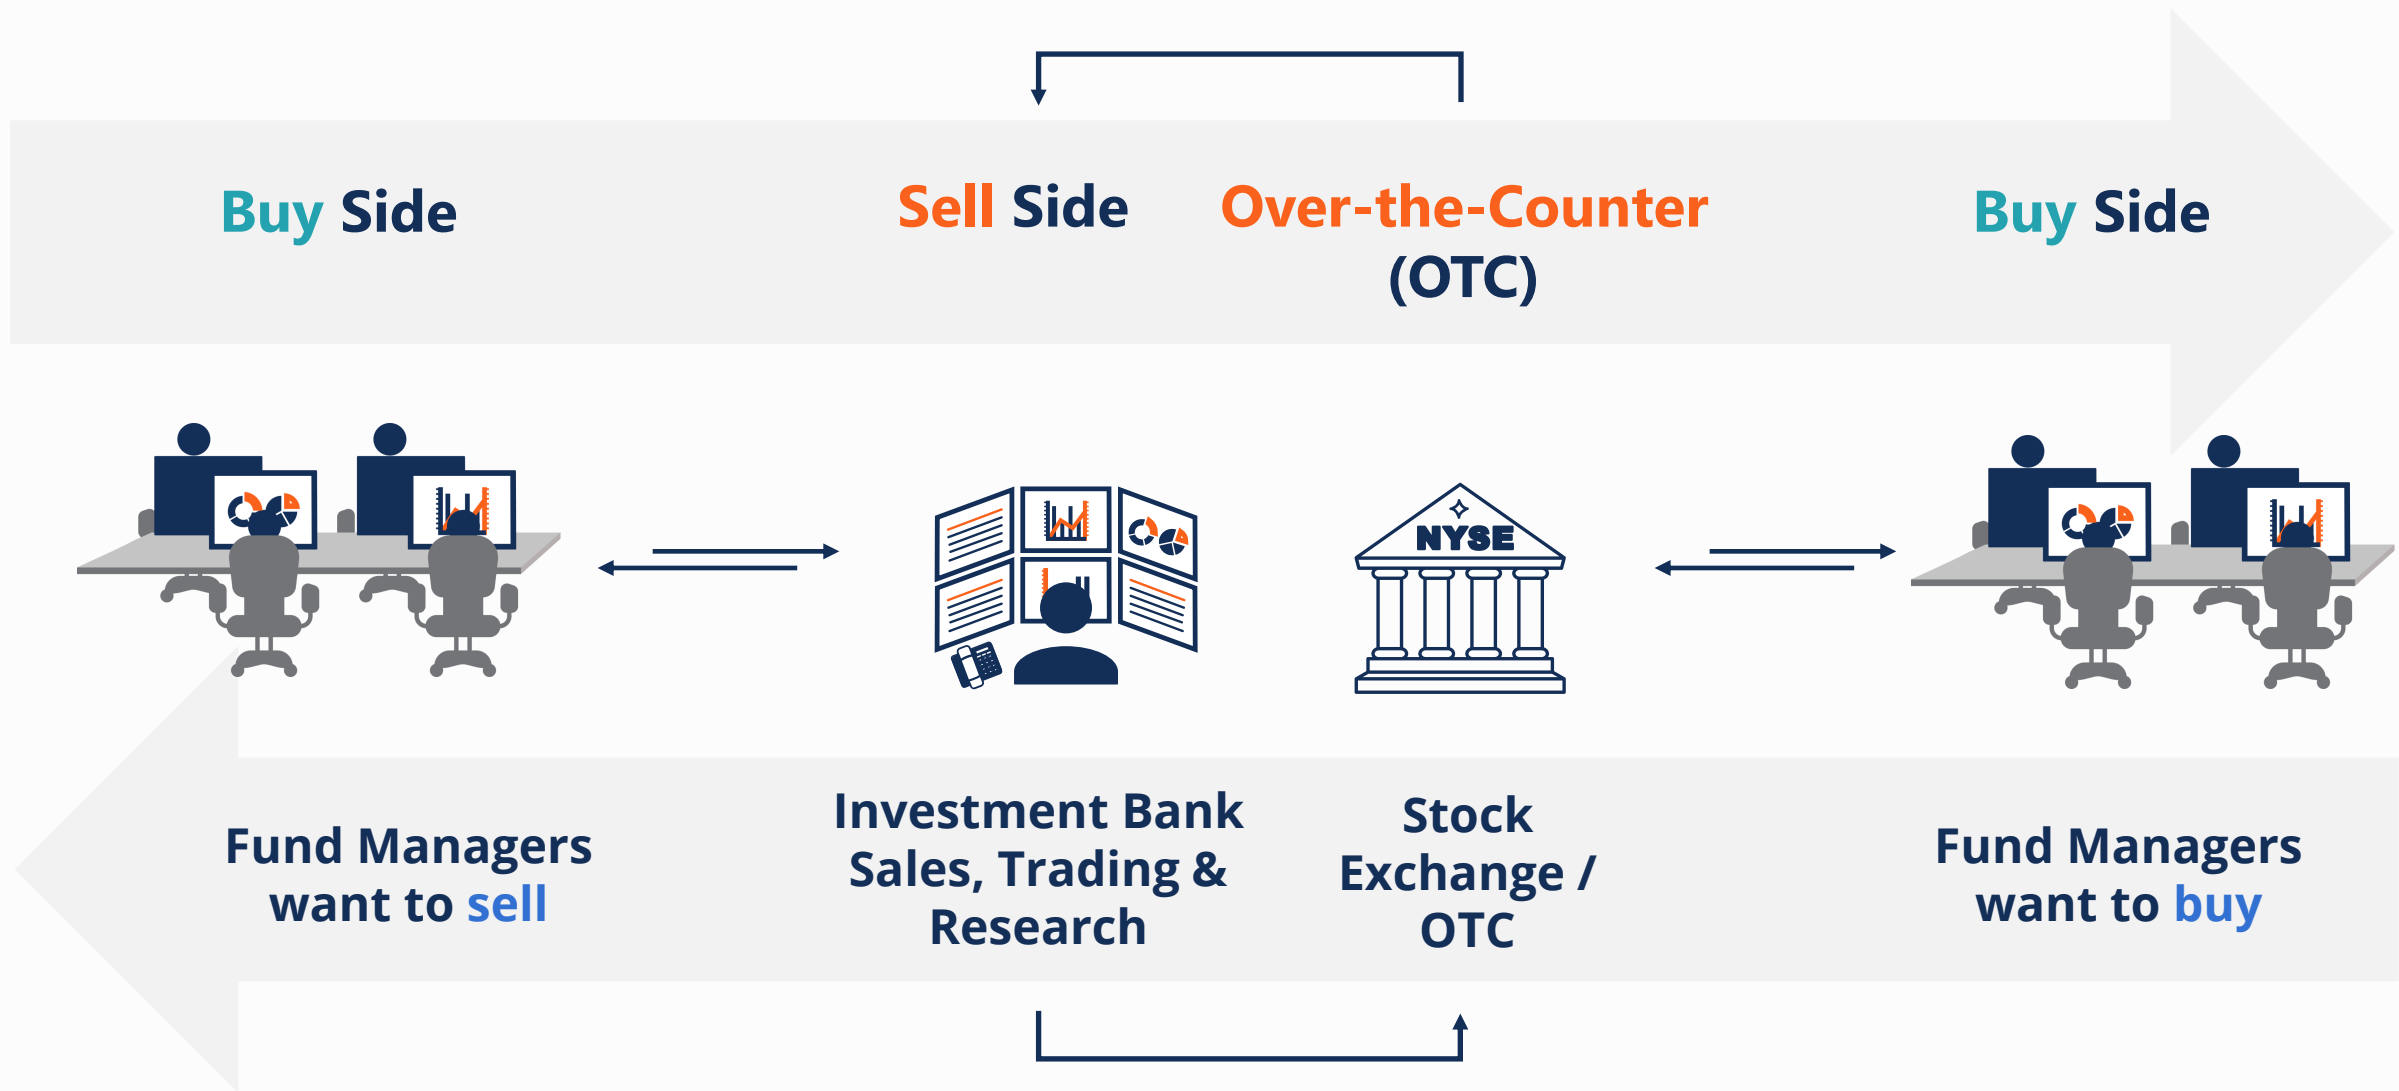 Buy Side
Sell Side
Over-the-Counter
(OTC)
Buy Side
NYSE
Fund Managers
want to sell
Investment Bank
Sales, Trading &
Research
Stock
Exchange /
OTC
Fund Managers
want to buy